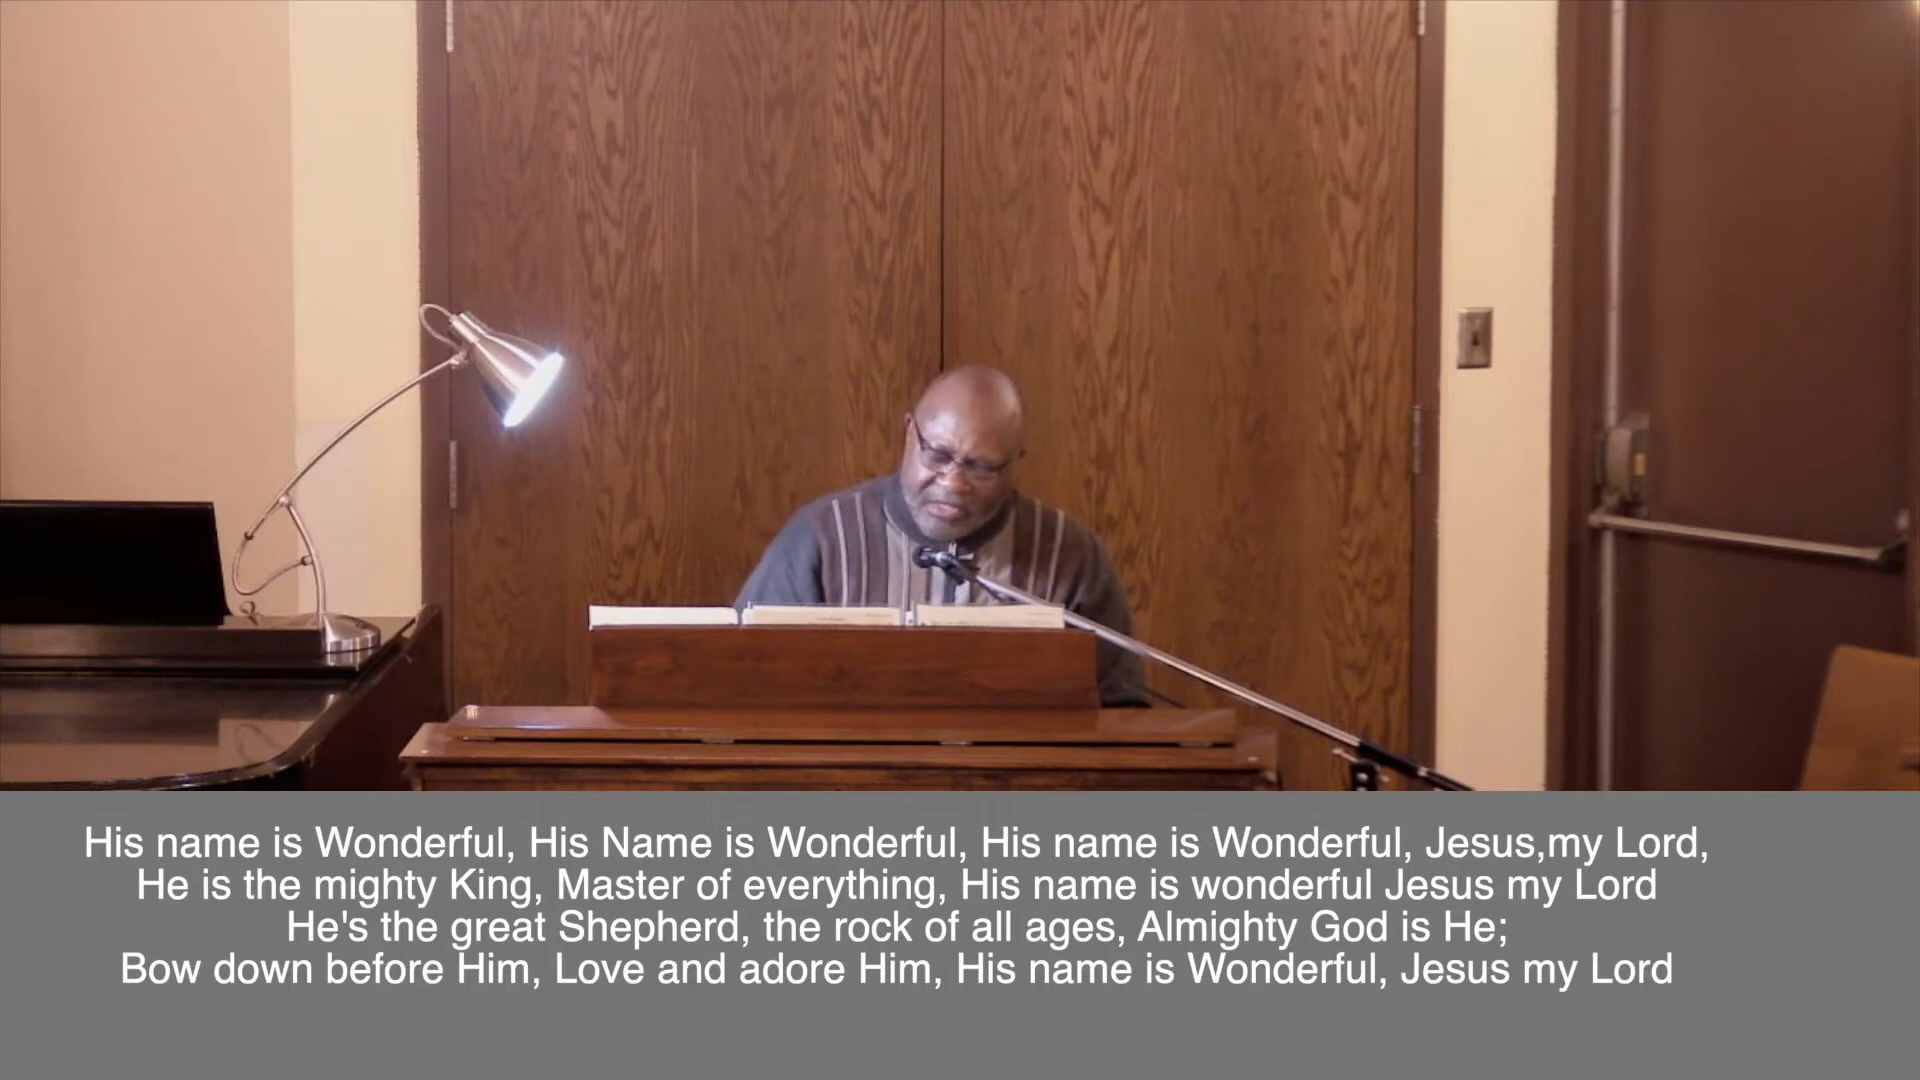 His name is Wonderful, His Name is Wonderful, His name is Wonderful, Jesus,my Lord,
He is the mighty King, Master of everything, His name is wonderful Jesus my Lord
He's the great Shepherd, the rock of all ages, Almighty God is He;
Bow down before Him, Love and adore Him, His name is Wonderful, Jesus my Lord